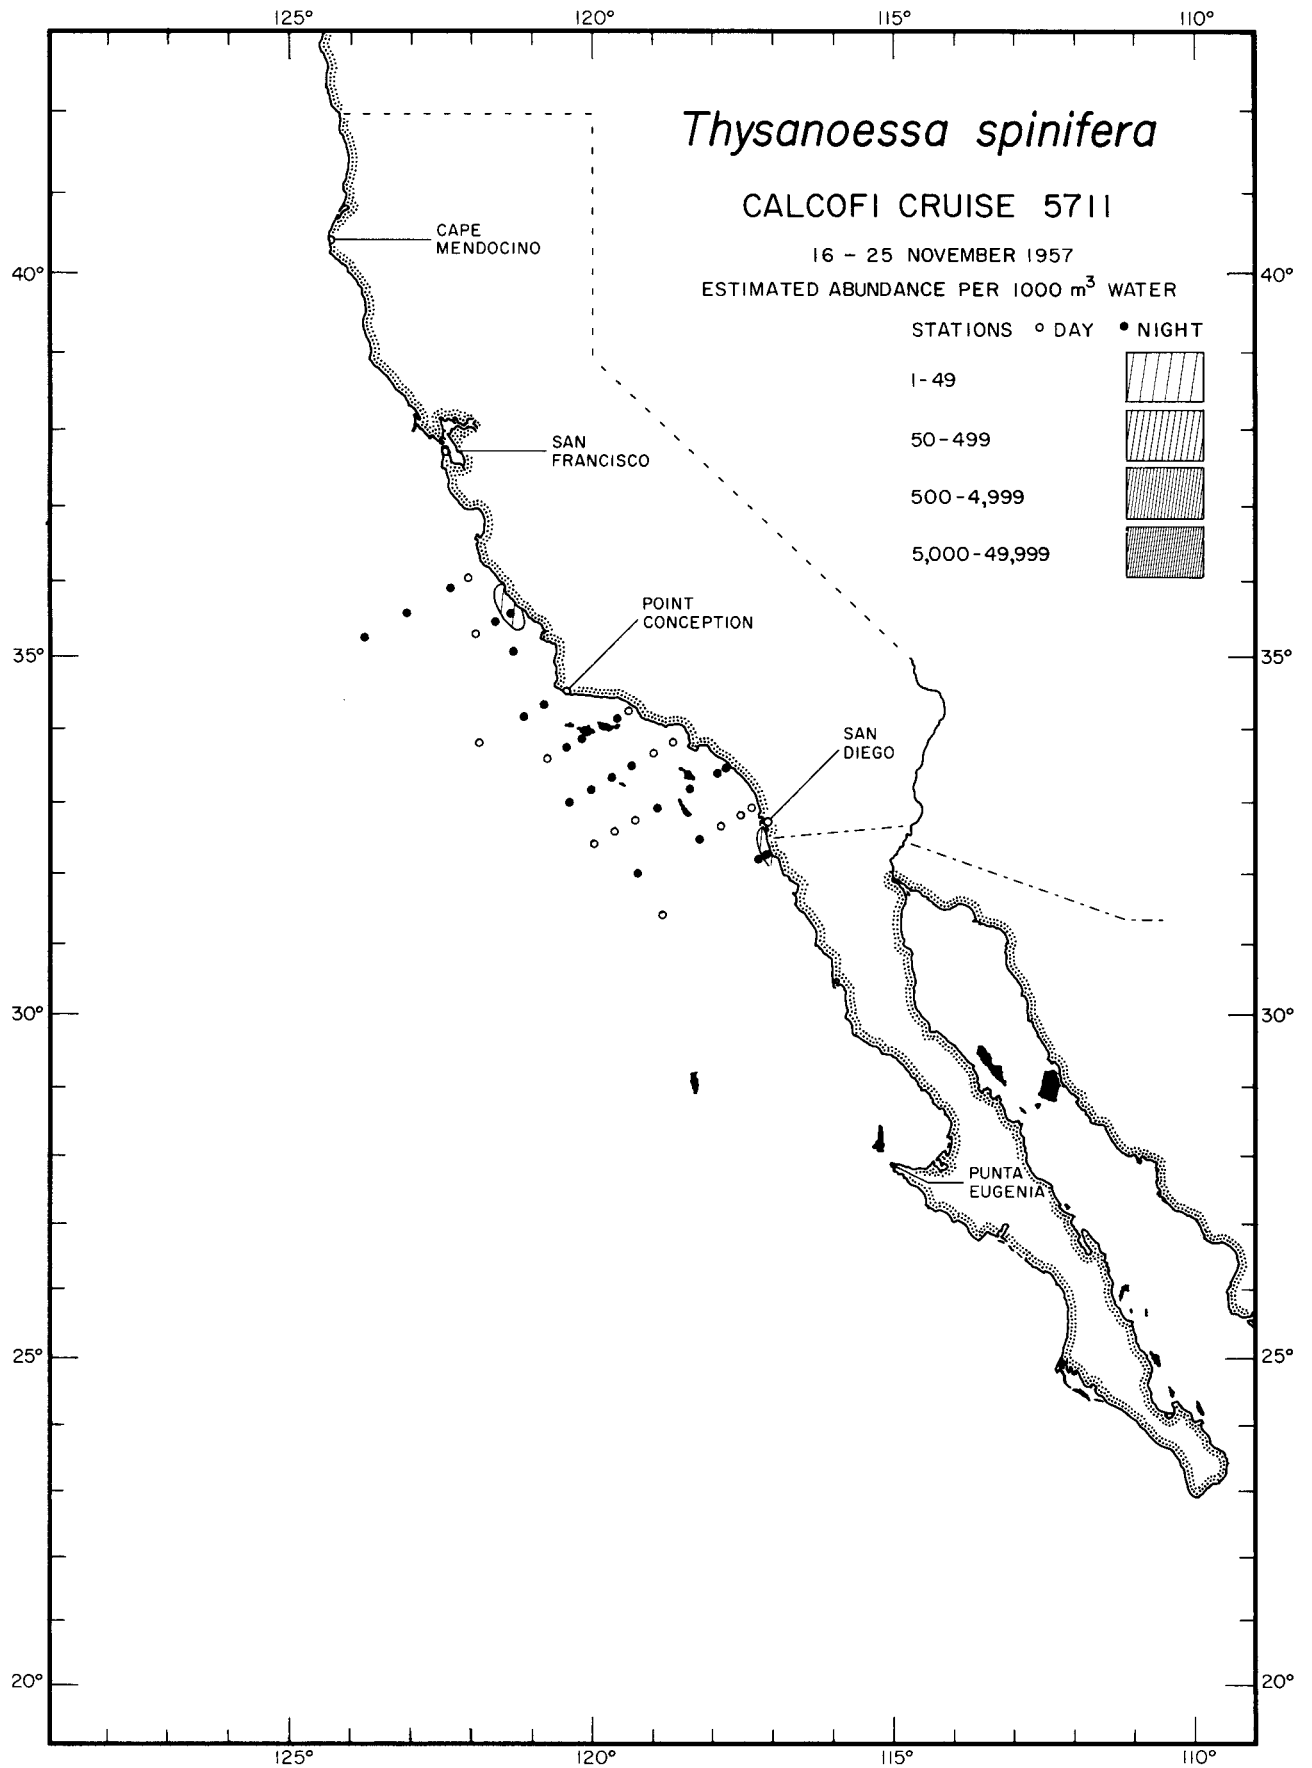 125° 120° 115° 110°
Thysanoessa spinifera
CALCOFI CRUISE 5711
16 – 25 NOVEMBER 1957
ESTIMATED ABUNDANCE PER 1000 m³ WATER
STATIONS ○ DAY ● NIGHT
1-49
50-499
500-4,999
5,000-49,999
CAPE
MENDOCINO
40° 40°
SAN
FRANCISCO
POINT
CONCEPTION
35° 35°
SAN
DIEGO
30° 30°
PUNTA
EUGENIA
25° 25°
20° 20°
125° 120° 115° 110°